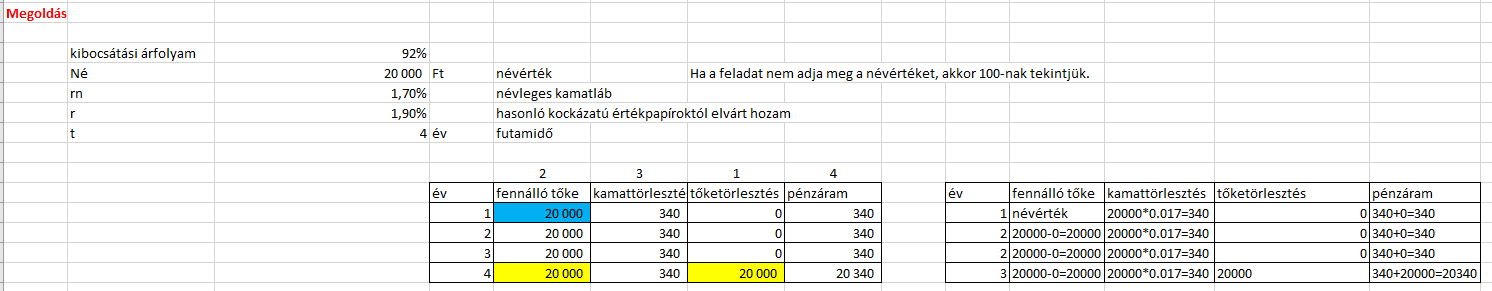 Megoldás
kibocsátási árfolyam 92%
Né 20 000 Ft névérték Ha a feladat nem adja meg a névértéket, akkor 100-nak tekintjük.
rn 1,70% névleges kamatláb
r 1,90% hasonló kockázatú értékpapíroktól elvárt hozam
t 4 év futamidő
2 3 1 4
év fennálló tőke kamattörleszté tőketörlesztés pénzáram év fennálló tőke kamattörlesztés tőketörlesztés pénzáram
1 20 000 340 0 340 1 névérték 20000*0.017=340 0 340+0=340
2 20 000 340 0 340 2 20000-0=20000 20000*0.017=340 0 340+0=340
3 20 000 340 0 340 2 20000-0=20000 20000*0.017=340 0 340+0=340
4 20 000 340 20 000 20 340 3 20000-0=20000 20000*0.017=340 20000 340+20000=20340